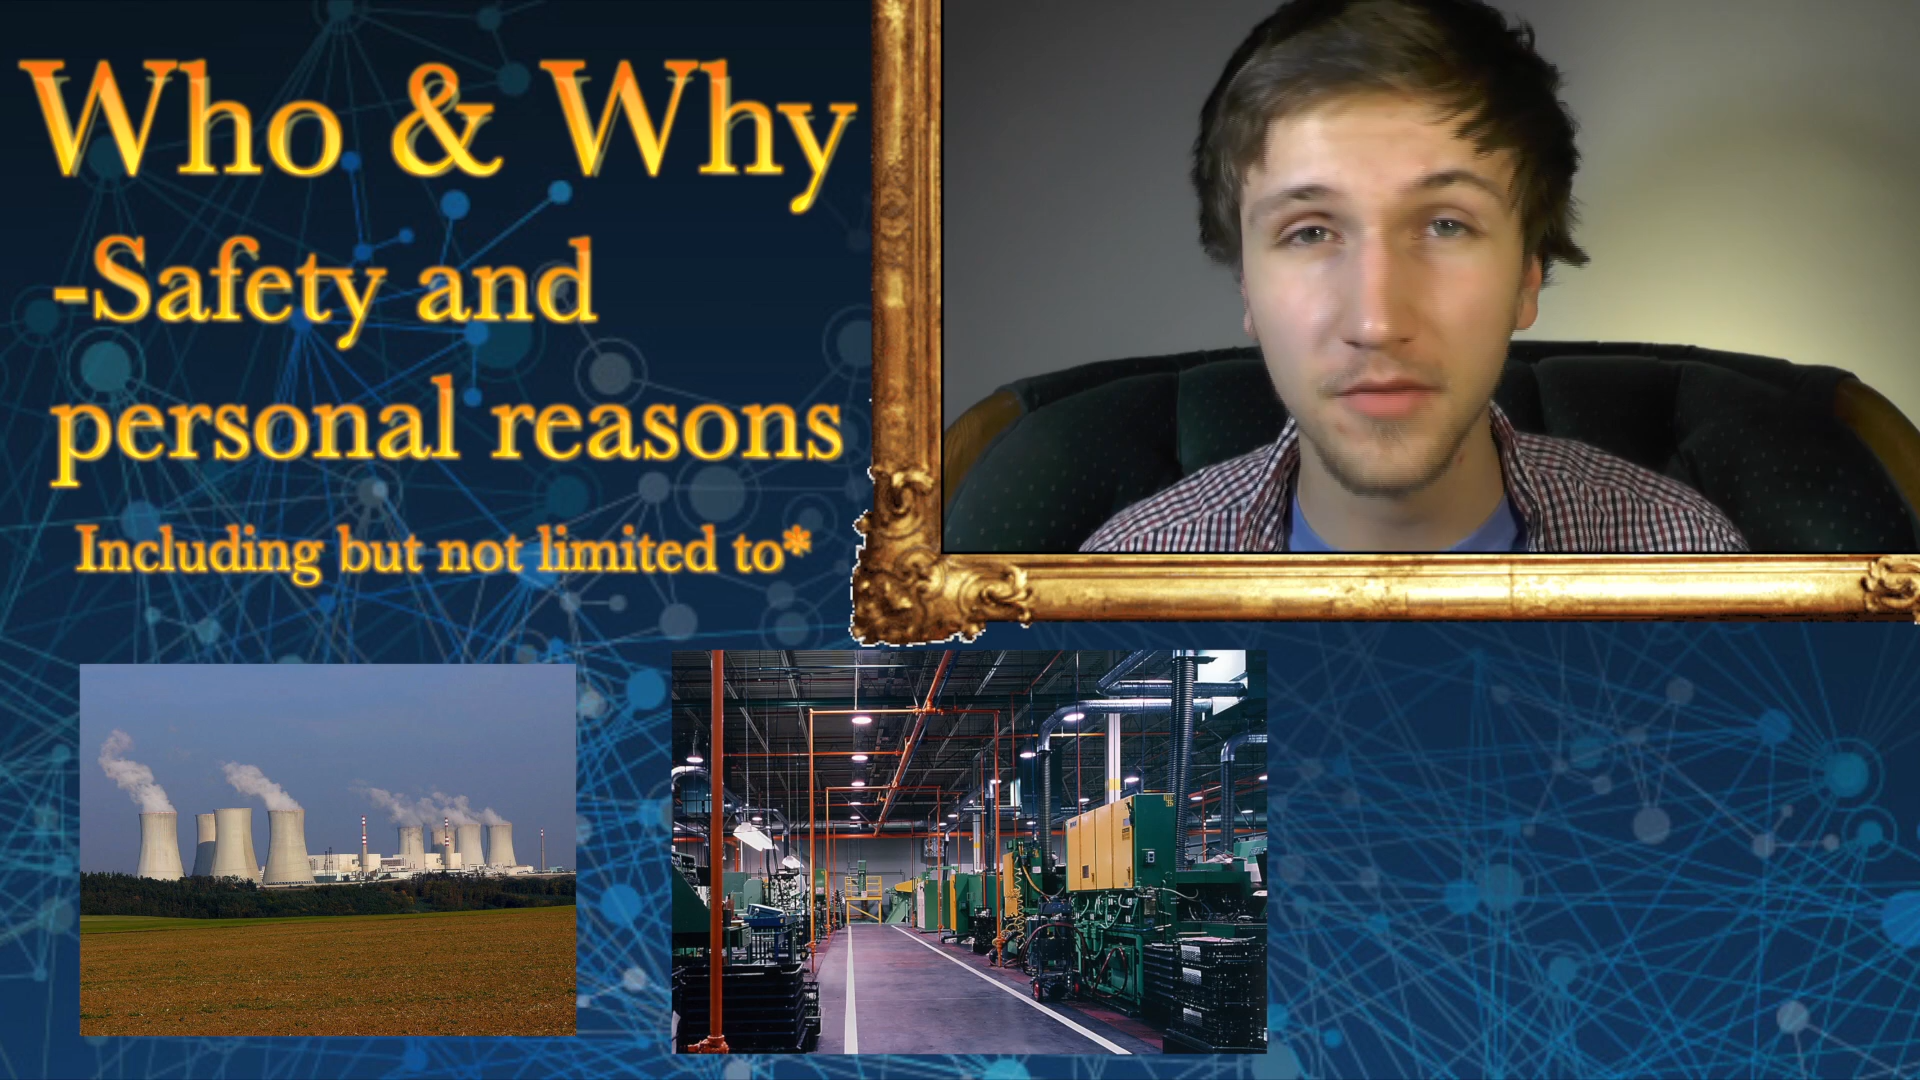 Who & Why
-Safety and
personal reasons
Including but not limited to*